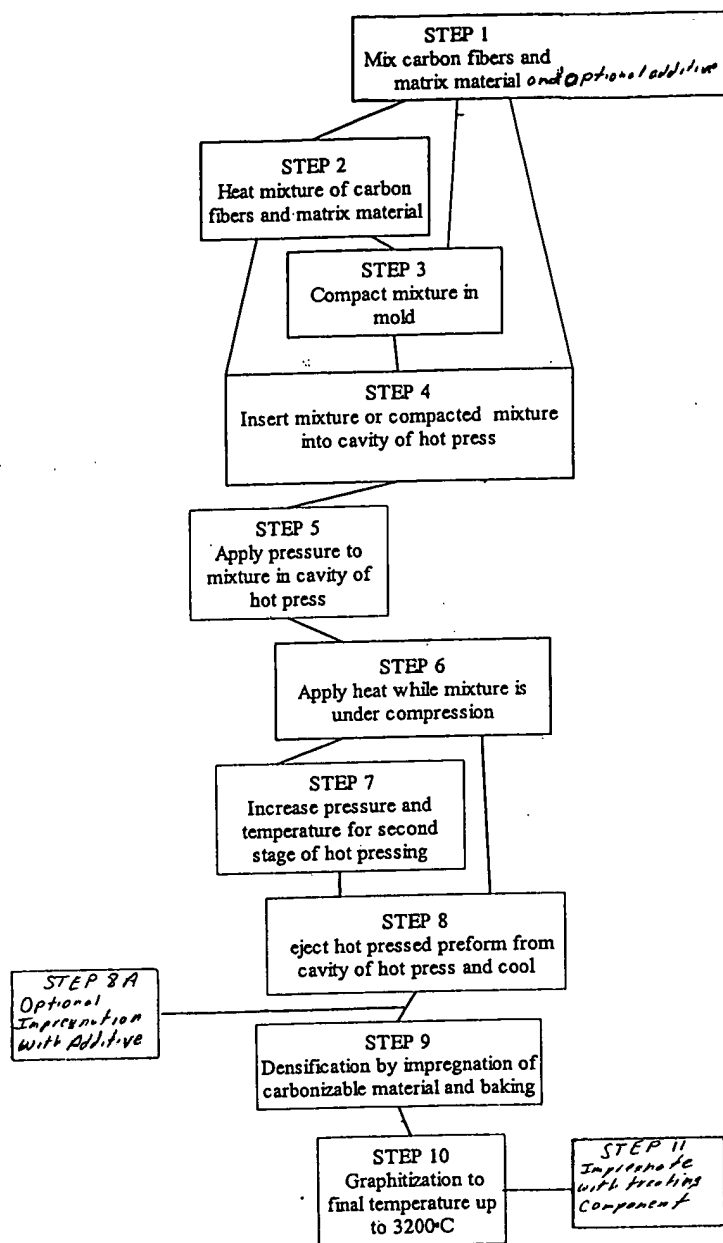 STEP 1
Mix carbon fibers and
matrix material and optional additive
STEP 2
Heat mixture of carbon
fibers and matrix material
STEP 3
Compact mixture in
mold
STEP 4
Insert mixture or compacted mixture
into cavity of hot press
STEP 5
Apply pressure to
mixture in cavity of
hot press
STEP 6
Apply heat while mixture is
under compression
STEP 7
Increase pressure and
temperature for second
stage of hot pressing
STEP 8
eject hot pressed preform from
cavity of hot press and cool
STEP 8A
Optional
Impregnation
With Additive
STEP 9
Densification by impregnation of
carbonizable material and baking
STEP 10
Graphitization to
final temperature up
to 3200°C
STEP 11
Impregnate
with treating
Component